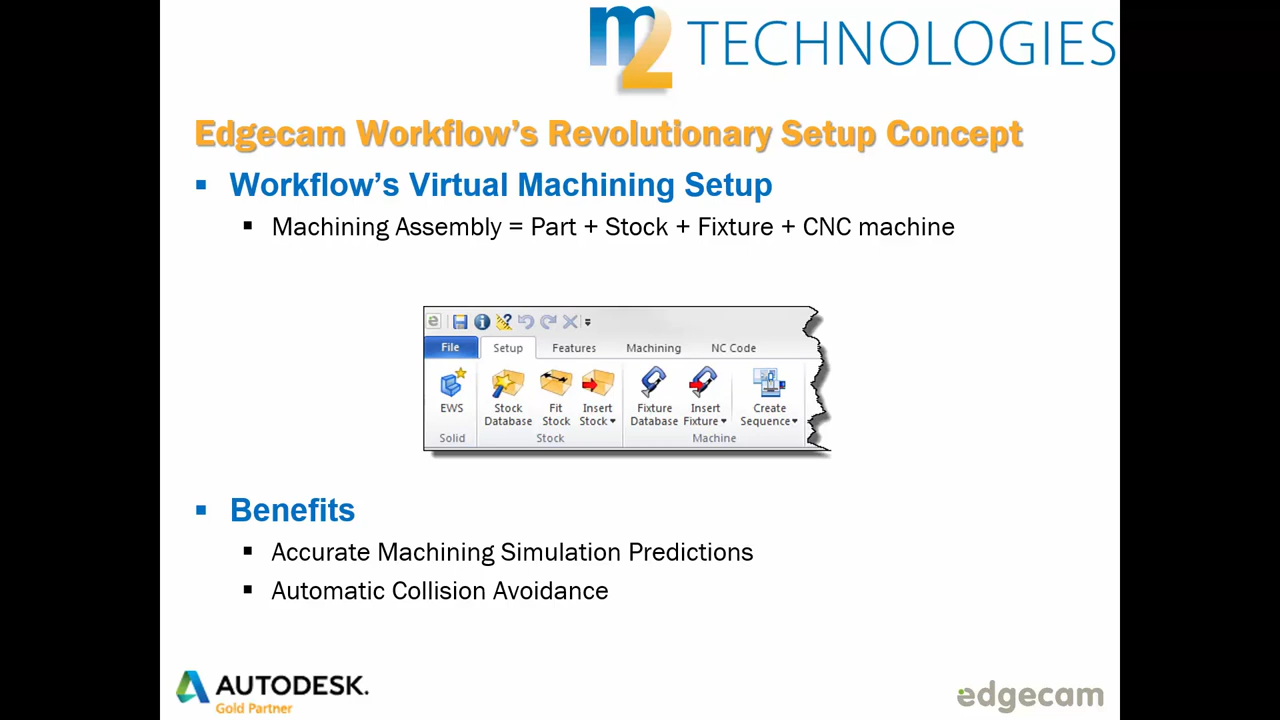 m2 TECHNOLOGIES
Edgecam Workflow's Revolutionary Setup Concept
▪ Workflow's Virtual Machining Setup
▪ Machining Assembly = Part + Stock + Fixture + CNC machine
File Setup Features Machining NC Code
EWS Stock Database Fit Stock Insert Stock Fixture Database Insert Fixture Create Sequence
Solid Stock Machine
▪ Benefits
▪ Accurate Machining Simulation Predictions
▪ Automatic Collision Avoidance
AUTODESK.
Gold Partner
edgecam